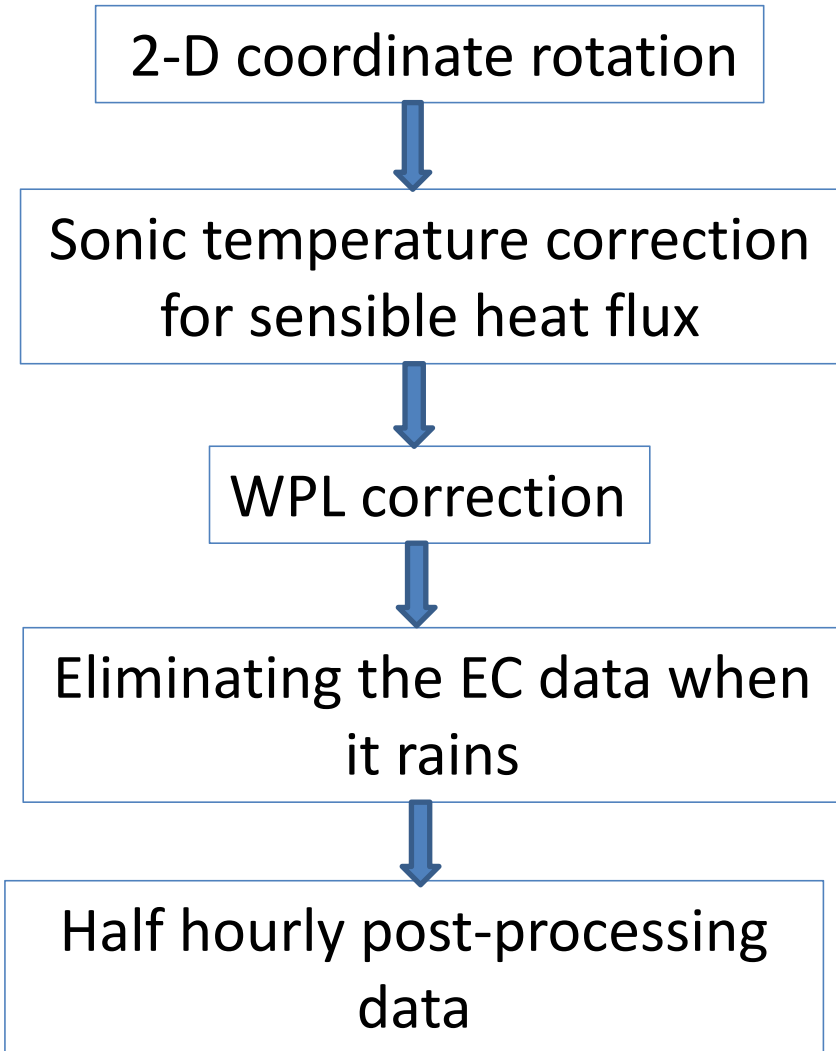 2-D coordinate rotation
Sonic temperature correction
for sensible heat flux
WPL correction
Eliminating the EC data when
it rains
Half hourly post-processing
data